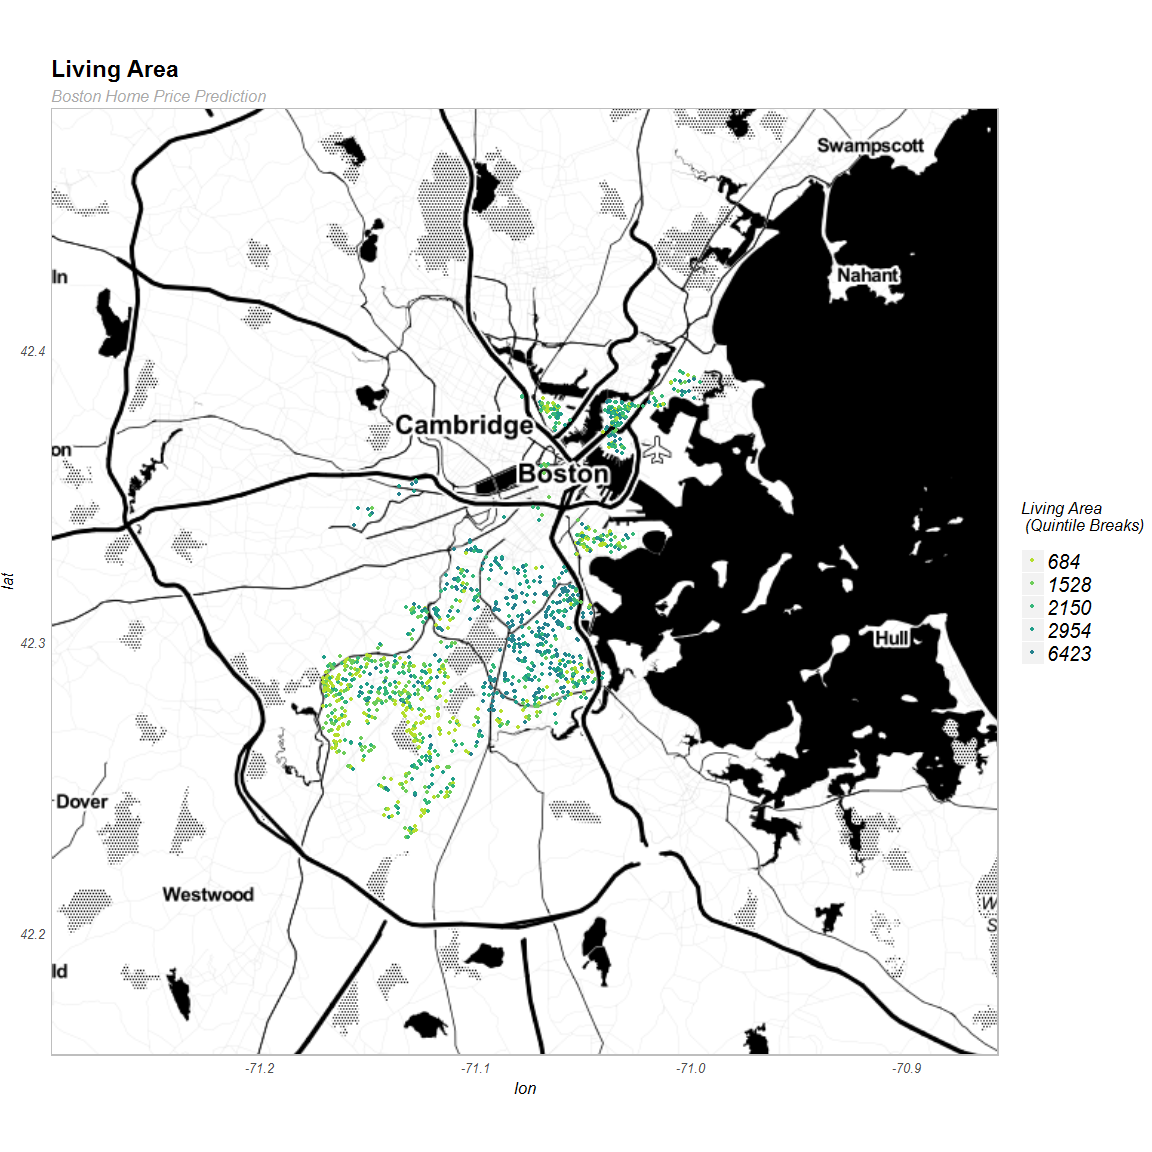 Living Area
Boston Home Price Prediction
Swampscott
Nahant
ln
42.4
Cambridge
on
Boston
Living Area
(Quintile Breaks)
684
1528
2150
2954
6423
lat
42.3
Hull
Dover
Westwood
W
S
42.2
ld
-71.2
-71.1
-71.0
-70.9
lon